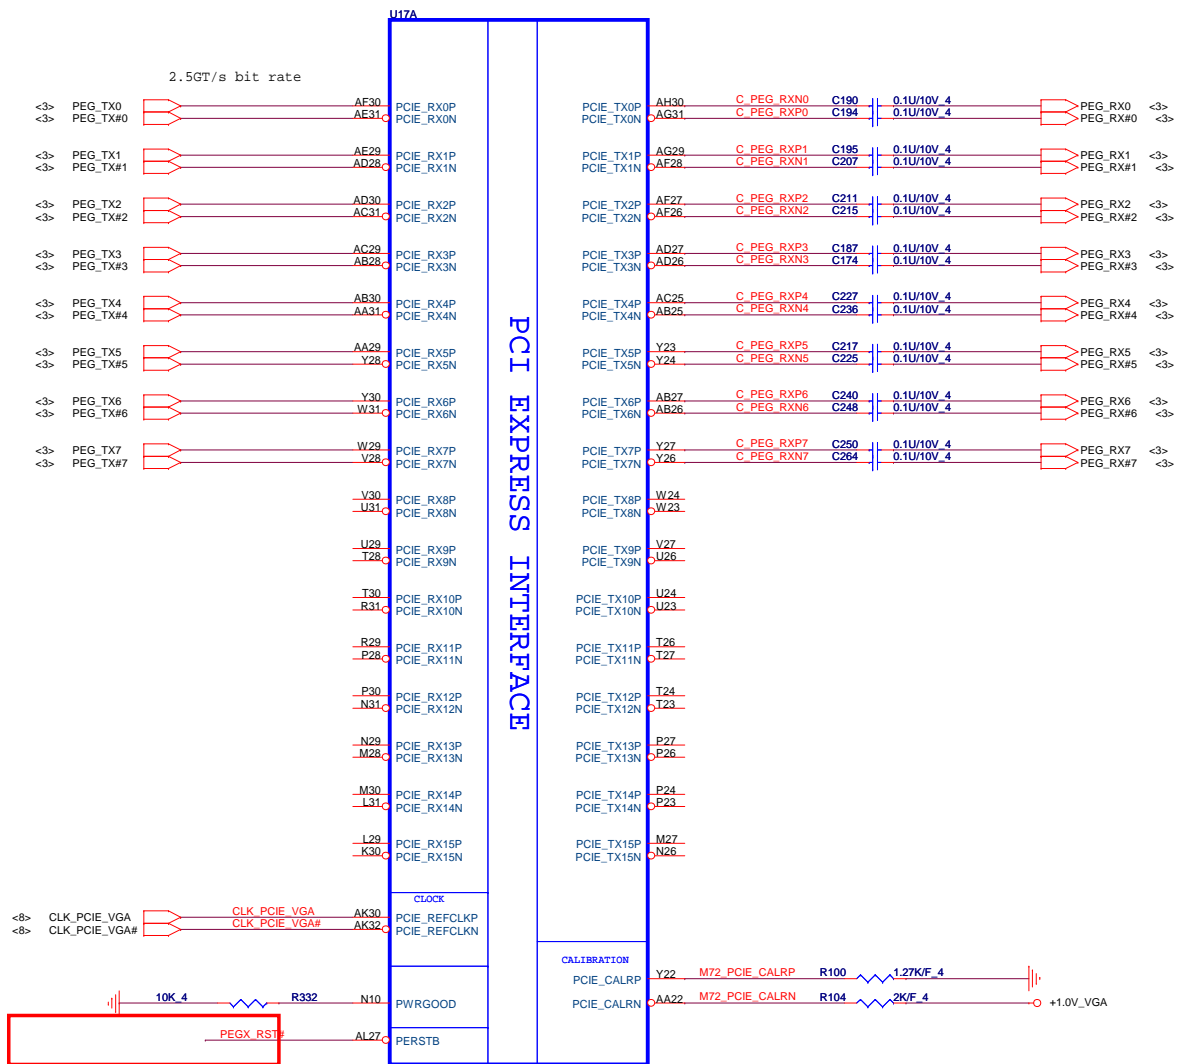 U17A
2.5GT/s bit rate
<3> PEG_TX0 AF30 PCIE_RX0P PCIE_TX0P AH30 C_PEG_RXN0 C190 0.1U/10V_4 PEG_RX0 <3>
<3> PEG_TX#0 AE31 PCIE_RX0N PCIE_TX0N AG31 C_PEG_RXP0 C194 0.1U/10V_4 PEG_RX#0 <3>
<3> PEG_TX1 AE29 PCIE_RX1P PCIE_TX1P AG29 C_PEG_RXP1 C195 0.1U/10V_4 PEG_RX1 <3>
<3> PEG_TX#1 AD28 PCIE_RX1N PCIE_TX1N AF28 C_PEG_RXN1 C207 0.1U/10V_4 PEG_RX#1 <3>
<3> PEG_TX2 AD30 PCIE_RX2P PCIE_TX2P AF27 C_PEG_RXP2 C211 0.1U/10V_4 PEG_RX2 <3>
<3> PEG_TX#2 AC31 PCIE_RX2N PCIE_TX2N AF26 C_PEG_RXN2 C215 0.1U/10V_4 PEG_RX#2 <3>
<3> PEG_TX3 AC29 PCIE_RX3P PCIE_TX3P AD27 C_PEG_RXP3 C187 0.1U/10V_4 PEG_RX3 <3>
<3> PEG_TX#3 AB28 PCIE_RX3N PCIE_TX3N AD26 C_PEG_RXN3 C174 0.1U/10V_4 PEG_RX#3 <3>
<3> PEG_TX4 AB30 PCIE_RX4P PCIE_TX4P AC25 C_PEG_RXP4 C227 0.1U/10V_4 PEG_RX4 <3>
<3> PEG_TX#4 AA31 PCIE_RX4N PCIE_TX4N AB25 C_PEG_RXN4 C236 0.1U/10V_4 PEG_RX#4 <3>
<3> PEG_TX5 AA29 PCIE_RX5P PCIE_TX5P Y23 C_PEG_RXP5 C217 0.1U/10V_4 PEG_RX5 <3>
<3> PEG_TX#5 Y28 PCIE_RX5N PCIE_TX5N Y24 C_PEG_RXN5 C225 0.1U/10V_4 PEG_RX#5 <3>
<3> PEG_TX6 Y30 PCIE_RX6P PCIE_TX6P AB27 C_PEG_RXP6 C240 0.1U/10V_4 PEG_RX6 <3>
<3> PEG_TX#6 W31 PCIE_RX6N PCIE_TX6N AB26 C_PEG_RXN6 C248 0.1U/10V_4 PEG_RX#6 <3>
<3> PEG_TX7 W29 PCIE_RX7P PCIE_TX7P Y27 C_PEG_RXP7 C250 0.1U/10V_4 PEG_RX7 <3>
<3> PEG_TX#7 V28 PCIE_RX7N PCIE_TX7N Y26 C_PEG_RXN7 C264 0.1U/10V_4 PEG_RX#7 <3>
PCI EXPRESS INTERFACE
V30 PCIE_RX8P PCIE_TX8P W24
U31 PCIE_RX8N PCIE_TX8N W23
U29 PCIE_RX9P PCIE_TX9P V27
T28 PCIE_RX9N PCIE_TX9N U26
T30 PCIE_RX10P PCIE_TX10P U24
R31 PCIE_RX10N PCIE_TX10N U23
R29 PCIE_RX11P PCIE_TX11P T26
P28 PCIE_RX11N PCIE_TX11N T27
P30 PCIE_RX12P PCIE_TX12P T24
N31 PCIE_RX12N PCIE_TX12N T23
N29 PCIE_RX13P PCIE_TX13P P27
M28 PCIE_RX13N PCIE_TX13N P26
M30 PCIE_RX14P PCIE_TX14P P24
L31 PCIE_RX14N PCIE_TX14N P23
L29 PCIE_RX15P PCIE_TX15P M27
K30 PCIE_RX15N PCIE_TX15N N26
CLOCK
<8> CLK_PCIE_VGA CLK_PCIE_VGA AK30 PCIE_REFCLKP
<8> CLK_PCIE_VGA# CLK_PCIE_VGA# AK32 PCIE_REFCLKN
CALIBRATION
PCIE_CALRP Y22 M72_PCIE_CALRP R100 1.27K/F_4
10K_4 R332 N10 PWRGOOD PCIE_CALRN AA22 M72_PCIE_CALRN R104 2K/F_4 +1.0V_VGA
PEGX_RST# AL27 PERSTB